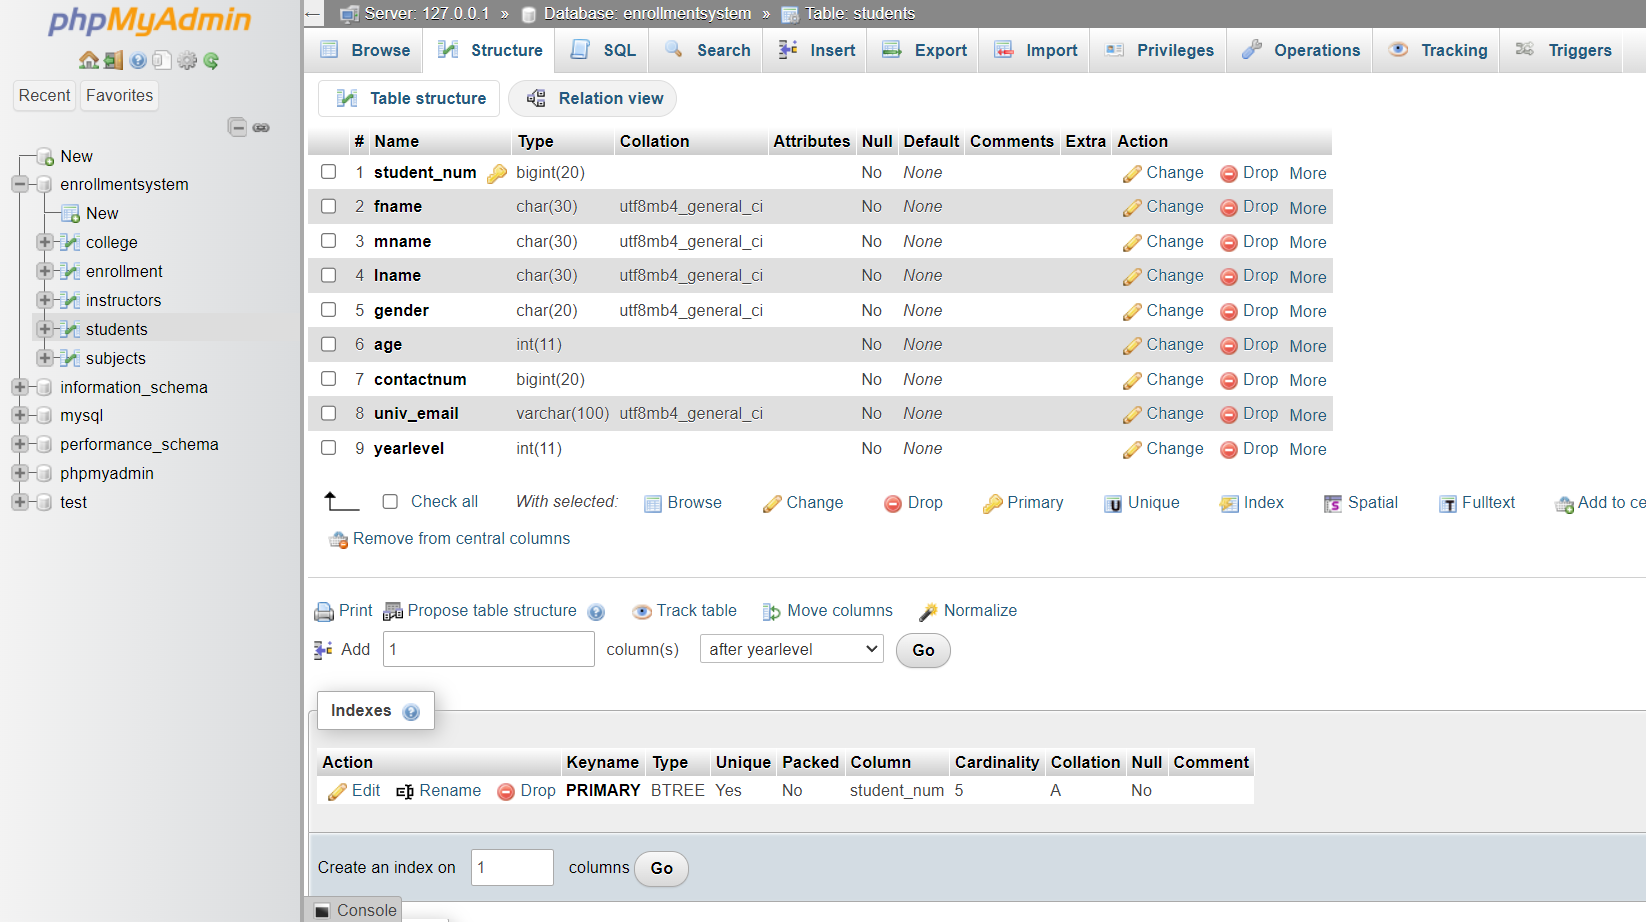 phpMyAdmin
Recent Favorites
New
enrollmentsystem
New
college
enrollment
instructors
students
subjects
information_schema
mysql
performance_schema
phpmyadmin
test
Server: 127.0.0.1 » Database: enrollmentsystem » Table: students
Browse Structure SQL Search Insert Export Import Privileges Operations Tracking Triggers
Table structure Relation view
# Name Type Collation Attributes Null Default Comments Extra Action
1 student_num bigint(20) No None Change Drop More
2 fname char(30) utf8mb4_general_ci No None Change Drop More
3 mname char(30) utf8mb4_general_ci No None Change Drop More
4 lname char(30) utf8mb4_general_ci No None Change Drop More
5 gender char(20) utf8mb4_general_ci No None Change Drop More
6 age int(11) No None Change Drop More
7 contactnum bigint(20) No None Change Drop More
8 univ_email varchar(100) utf8mb4_general_ci No None Change Drop More
9 yearlevel int(11) No None Change Drop More
Check all With selected: Browse Change Drop Primary Unique Index Spatial Fulltext Add to ce
Remove from central columns
Print Propose table structure Track table Move columns Normalize
Add 1 column(s) after yearlevel Go
Indexes
Action Keyname Type Unique Packed Column Cardinality Collation Null Comment
Edit Rename Drop PRIMARY BTREE Yes No student_num 5 A No
Create an index on 1 columns Go
Console